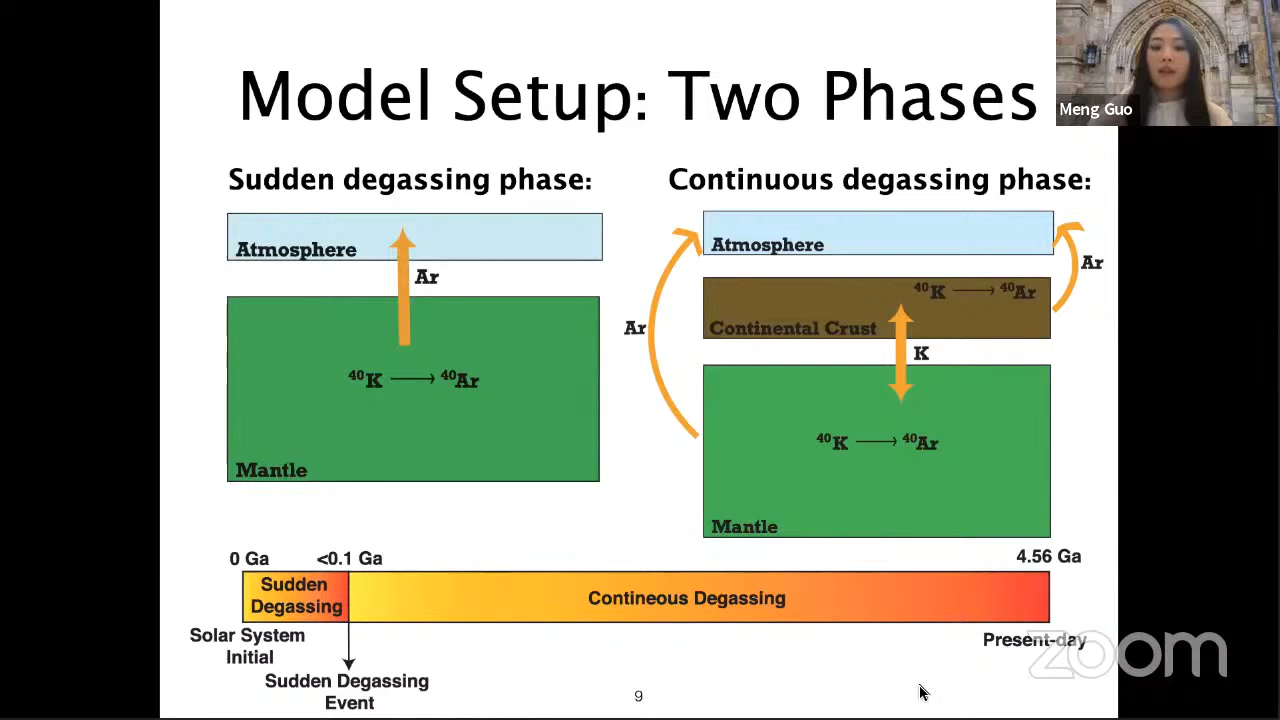 Model Setup: Two Phases
Meng Guo
Sudden degassing phase:
Continuous degassing phase:
Atmosphere
Ar
⁴⁰K ⟶ ⁴⁰Ar
Mantle
Atmosphere
Ar
⁴⁰K ⟶ ⁴⁰Ar
Continental Crust
Ar
K
⁴⁰K ⟶ ⁴⁰Ar
Mantle
0 Ga
<0.1 Ga
4.56 Ga
Sudden
Degassing
Contineous Degassing
Solar System
Initial
Present-day
Sudden Degassing
Event
9
zoom